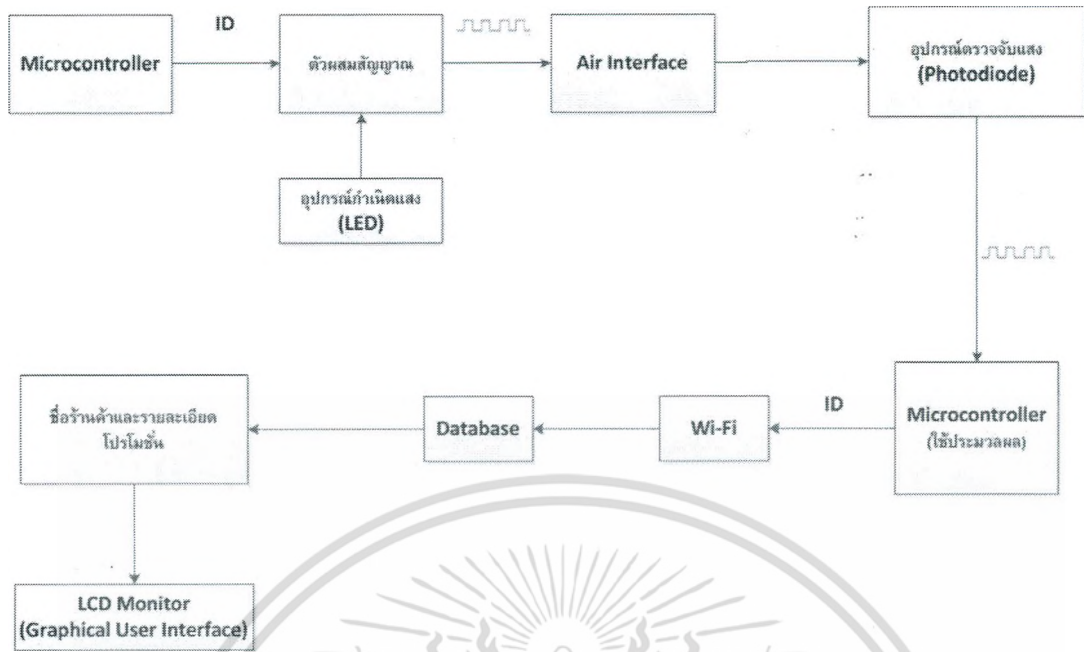 ID
Microcontroller
ตัวผสมสัญญาณ
Air Interface
อุปกรณ์ตรวจจับแสง
(Photodiode)
อุปกรณ์กำเนิดแสง
(LED)
ชื่อร้านค้าและรายละเอียด
โปรโมชั่น
Database
Wi-Fi
ID
Microcontroller
(ใช้ประมวลผล)
LCD Monitor
(Graphical User Interface)